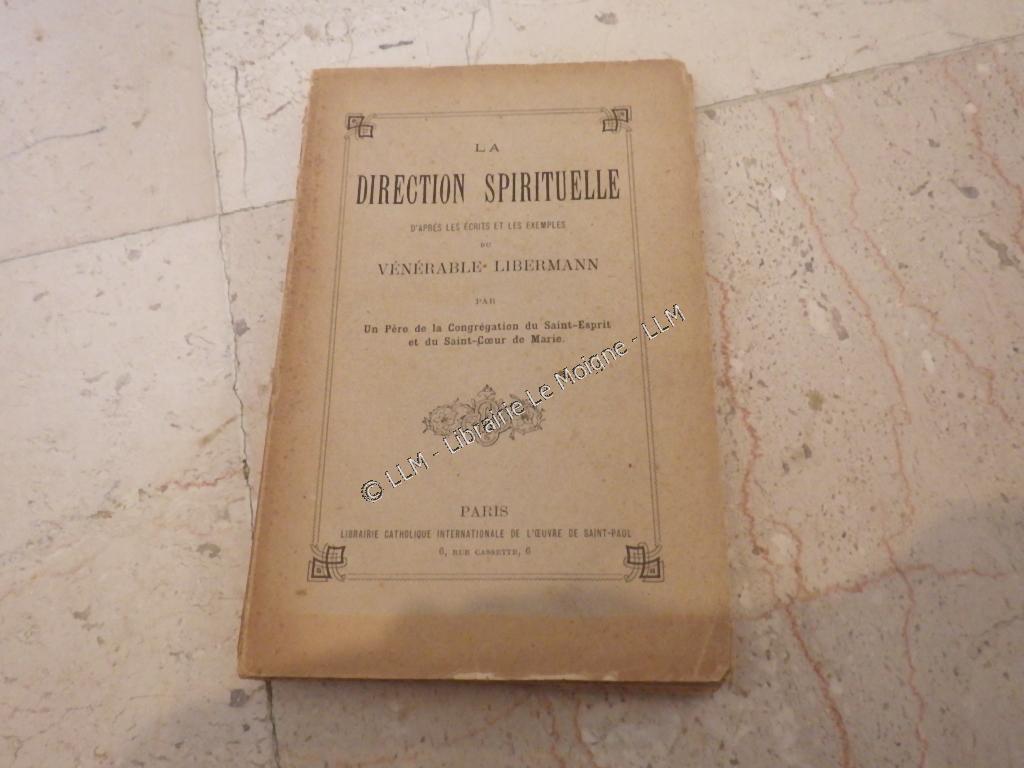 LA
DIRECTION SPIRITUELLE
D'APRÈS LES ÉCRITS ET LES EXEMPLES
DU
VÉNÉRABLE LIBERMANN
PAR
Un Père de la Congrégation du Saint-Esprit
et du Saint-Cœur de Marie.
© LLM - Librairie Le Moigne - LLM
PARIS
LIBRAIRIE CATHOLIQUE INTERNATIONALE DE L'ŒUVRE DE SAINT-PAUL
6, RUE CASSETTE, 6